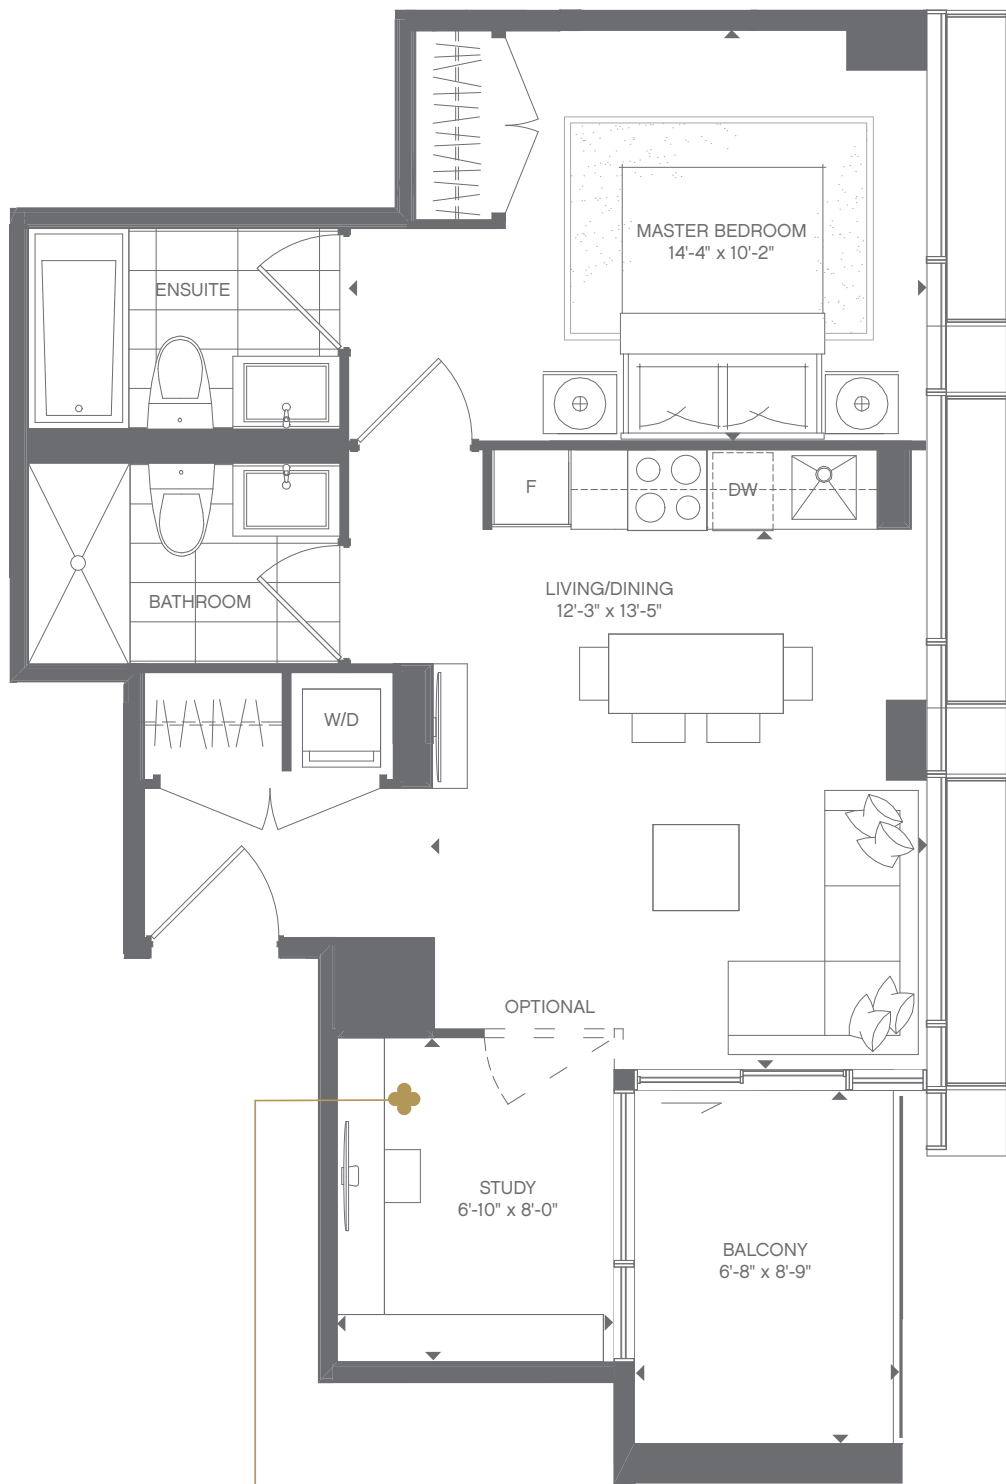 MASTER BEDROOM
14'-4" x 10'-2"
ENSUITE
F
DW
LIVING/DINING
12'-3" x 13'-5"
BATHROOM
W/D
OPTIONAL
STUDY
6'-10" x 8'-0"
BALCONY
6'-8" x 8'-9"